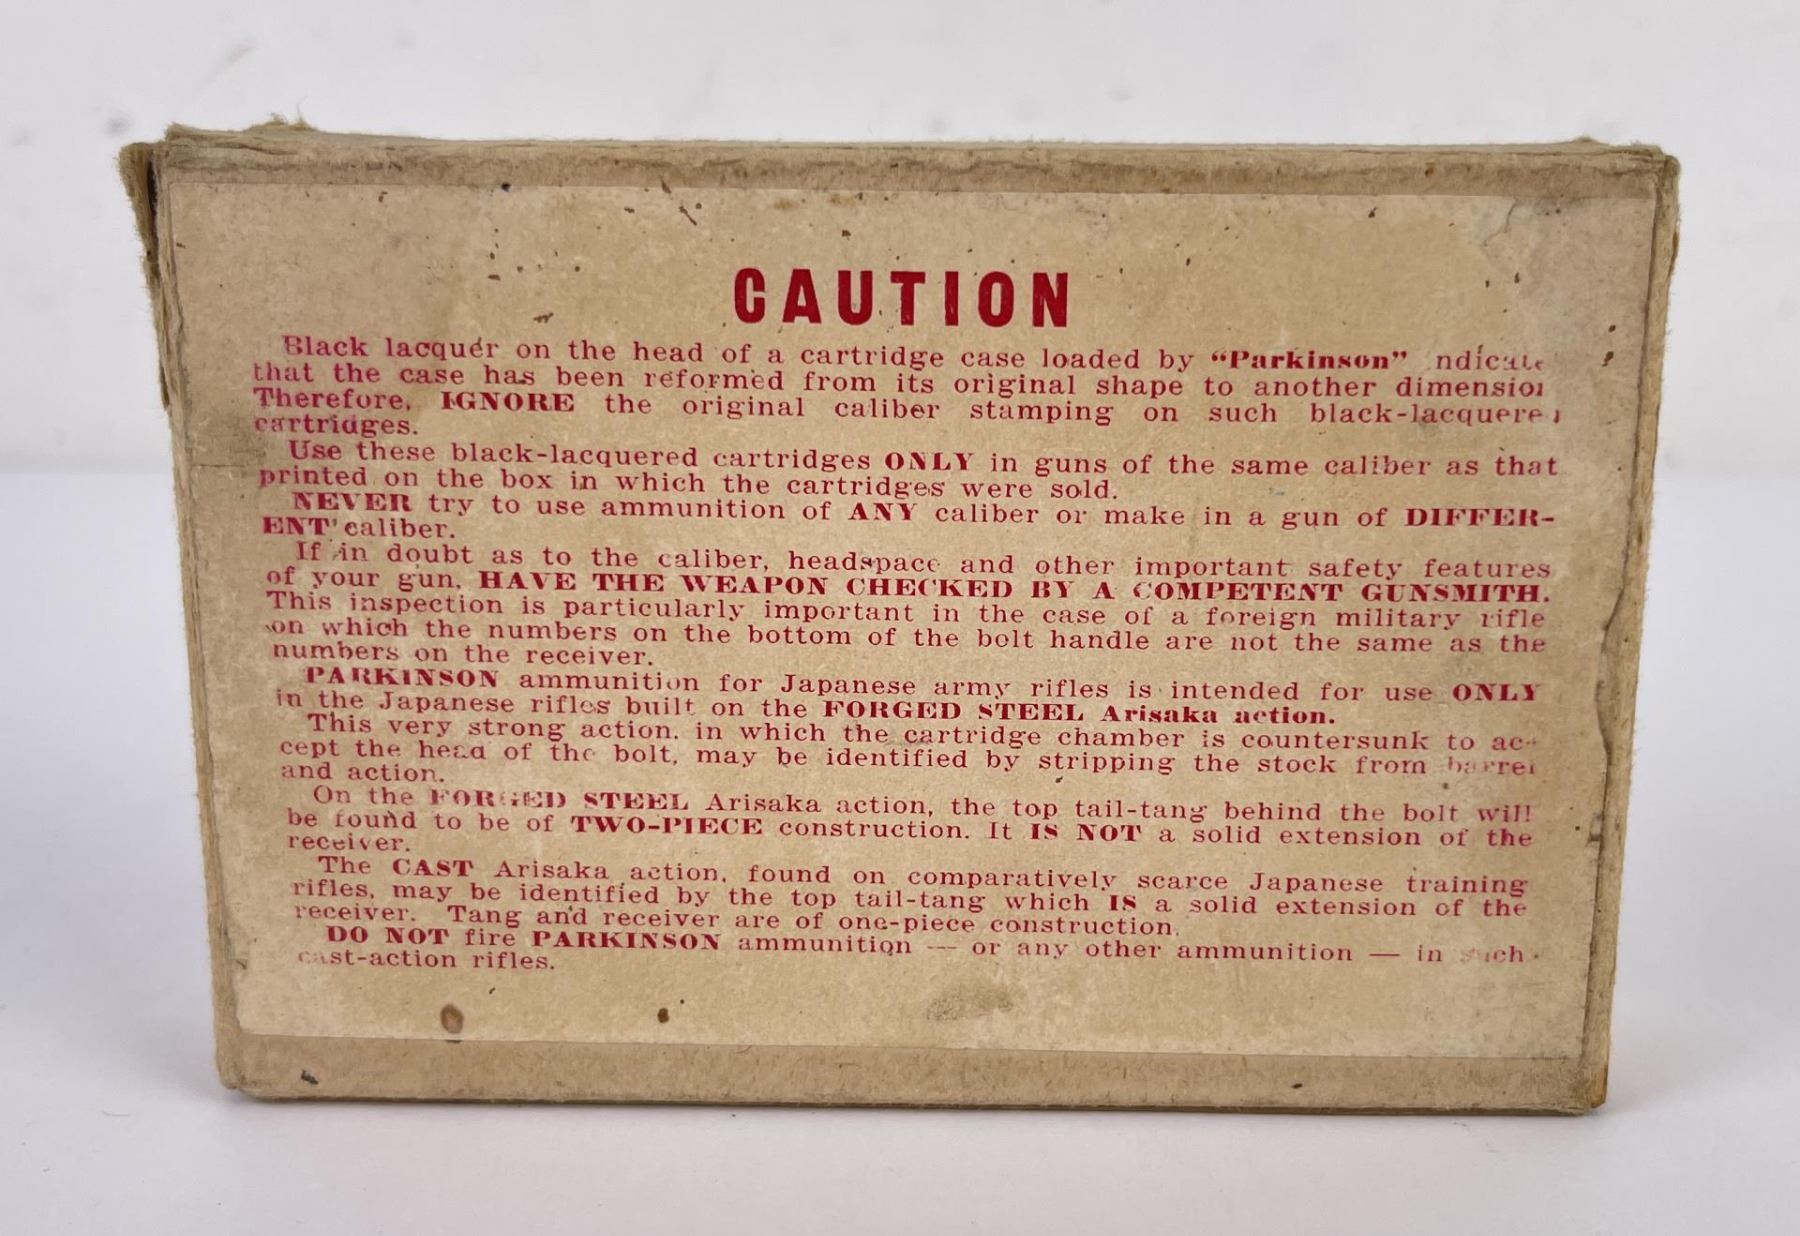 CAUTION
Black lacquer on the head of a cartridge case loaded by “Parkinson” ndicate
that the case has been reformed from its original shape to another dimension
Therefore, IGNORE the original caliber stamping on such black-lacquered
cartridges.
Use these black-lacquered cartridges ONLY in guns of the same caliber as that
printed on the box in which the cartridges were sold.
NEVER try to use ammunition of ANY caliber or make in a gun of DIFFER-
ENT caliber.
If in doubt as to the caliber, headspace and other important safety features
of your gun, HAVE THE WEAPON CHECKED BY A COMPETENT GUNSMITH.
This inspection is particularly important in the case of a foreign military rifle
on which the numbers on the bottom of the bolt handle are not the same as the
numbers on the receiver.
PARKINSON ammunition for Japanese army rifles is intended for use ONLY
in the Japanese rifles built on the FORGED STEEL Arisaka action.
This very strong action, in which the cartridge chamber is countersunk to ac-
cept the head of the bolt, may be identified by stripping the stock from barrel
and action.
On the FORGED STEEL Arisaka action, the top tail-tang behind the bolt will
be found to be of TWO-PIECE construction. It IS NOT a solid extension of the
receiver.
The CAST Arisaka action, found on comparatively scarce Japanese training
rifles, may be identified by the top tail-tang which IS a solid extension of the
receiver. Tang and receiver are of one-piece construction.
DO NOT fire PARKINSON ammunition — or any other ammunition — in such
cast-action rifles.